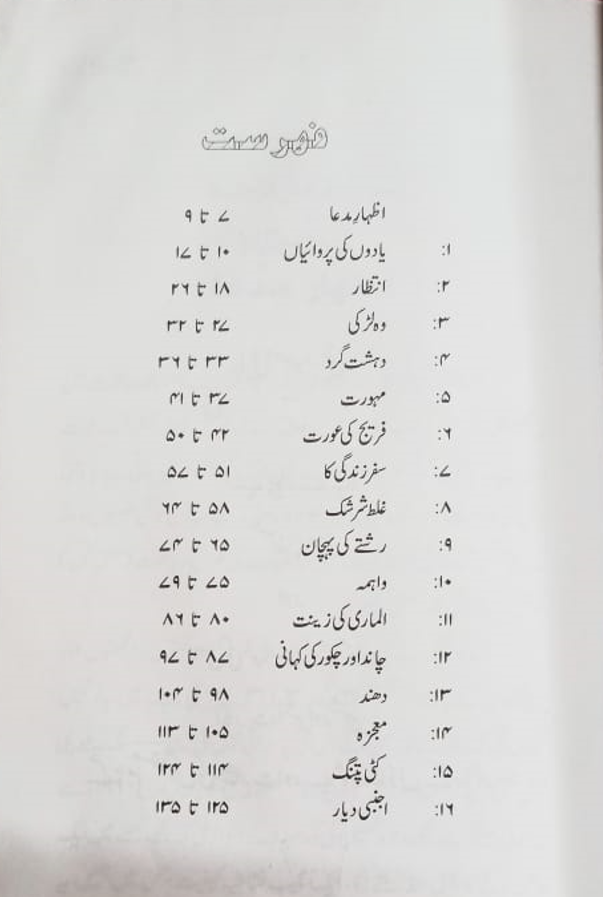 فہرست
اظہارِ مدعا ۷ تا ۹
۱: یادوں کی پروائیاں ۱۰ تا ۱۷
۲: انتظار ۱۸ تا ۲۶
۳: وہ لڑکی ۲۷ تا ۳۲
۴: دہشت گرد ۳۳ تا ۳۶
۵: مہورت ۳۷ تا ۴۱
۶: فریج کی عورت ۴۲ تا ۵۰
۷: سفر زندگی کا ۵۱ تا ۵۷
۸: غلط سرشک ۵۸ تا ۶۴
۹: رشتے کی پہچان ۶۵ تا ۷۴
۱۰: واہمہ ۷۵ تا ۷۹
۱۱: الماری کی زینت ۸۰ تا ۸۶
۱۲: چاند اور چکور کی کہانی ۸۷ تا ۹۷
۱۳: دھند ۹۸ تا ۱۰۴
۱۴: معجزہ ۱۰۵ تا ۱۱۳
۱۵: کٹی پتنگ ۱۱۴ تا ۱۲۴
۱۶: اجنبی دیار ۱۲۵ تا ۱۳۵